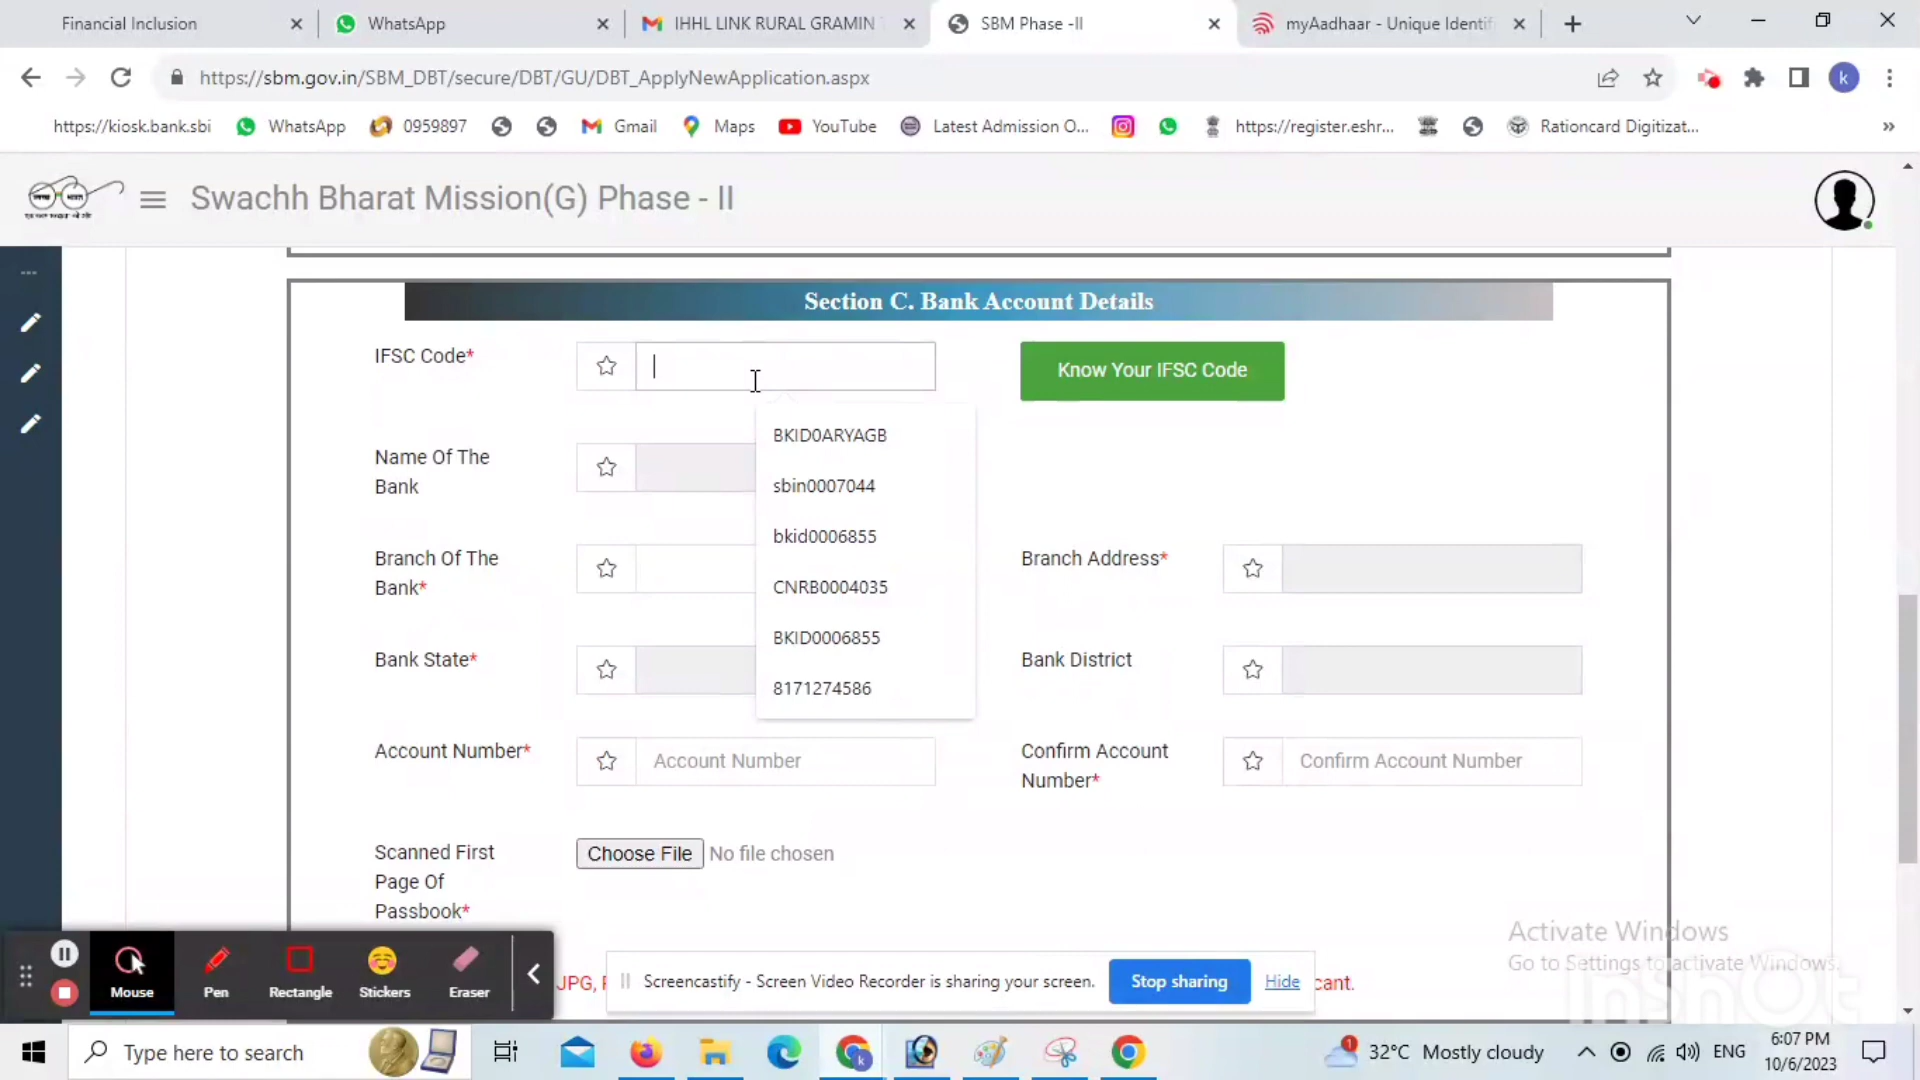 Financial Inclusion
WhatsApp
IHHL LINK RURAL GRAMIN
SBM Phase -II
myAadhaar - Unique Identif
https://sbm.gov.in/SBM_DBT/secure/DBT/GU/DBT_ApplyNewApplication.aspx
k
https://kiosk.bank.sbi
WhatsApp
0959897
Gmail
Maps
YouTube
Latest Admission O...
https://register.eshr...
Rationcard Digitizat...
»
Swachh Bharat Mission(G) Phase - II
Section C. Bank Account Details
IFSC Code*
Know Your IFSC Code
BKID0ARYAGB
sbin0007044
bkid0006855
CNRB0004035
BKID0006855
8171274586
Name Of The
Bank
Branch Of The
Bank*
Branch Address*
Bank State*
Bank District
Account Number*
Account Number
Confirm Account
Number*
Confirm Account Number
Scanned First
Page Of
Passbook*
Choose File No file chosen
Activate Windows
Go to Settings to activate Windows.
Mouse
Pen
Rectangle
Stickers
Eraser
JPG,
Screencastify - Screen Video Recorder is sharing your screen.
Stop sharing
Hide
cant.
InShOt
Type here to search
k
1
32°C Mostly cloudy
ENG
6:07 PM
10/6/2023